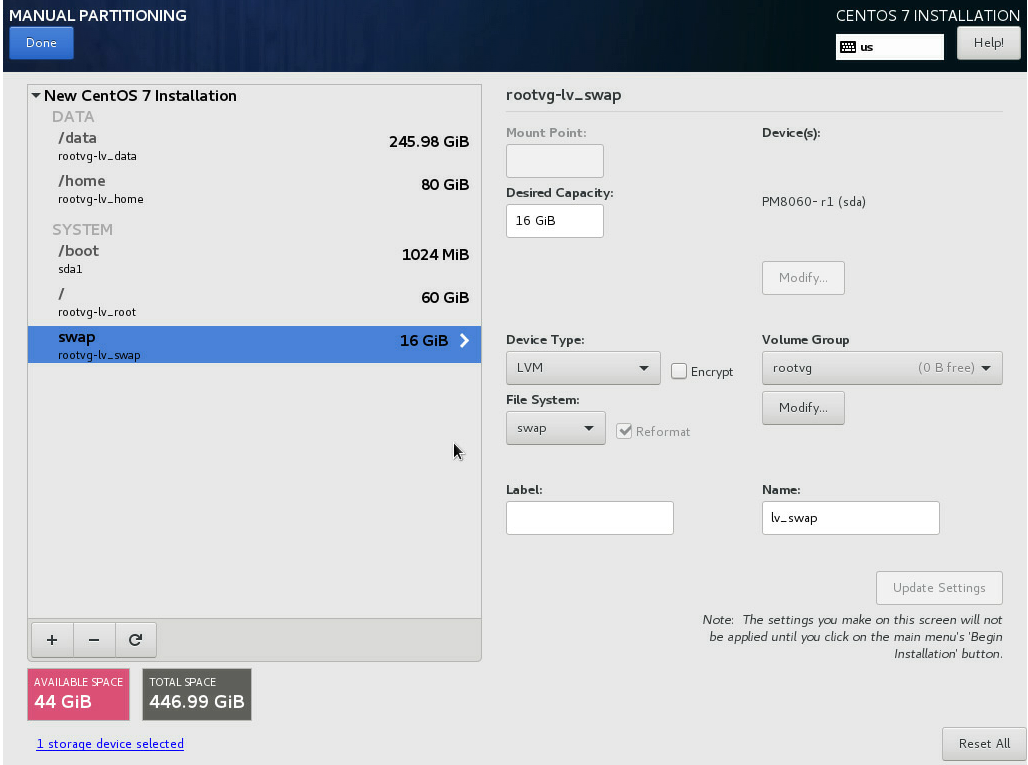 MANUAL PARTITIONING
CENTOS 7 INSTALLATION
Done
us
Help!
New CentOS 7 Installation
DATA
/data
245.98 GiB
rootvg-lv_data
/home
80 GiB
rootvg-lv_home
SYSTEM
/boot
1024 MiB
sda1
/
60 GiB
rootvg-lv_root
swap
16 GiB
rootvg-lv_swap
+ −
AVAILABLE SPACE
44 GiB
TOTAL SPACE
446.99 GiB
1 storage device selected
rootvg-lv_swap
Mount Point:
Device(s):
Desired Capacity:
16 GiB
PM8060- r1 (sda)
Modify...
Device Type:
Volume Group
LVM
Encrypt
rootvg (0 B free)
File System:
Modify...
swap
Reformat
Label:
Name:
lv_swap
Update Settings
Note: The settings you make on this screen will not
be applied until you click on the main menu's 'Begin
Installation' button.
Reset All